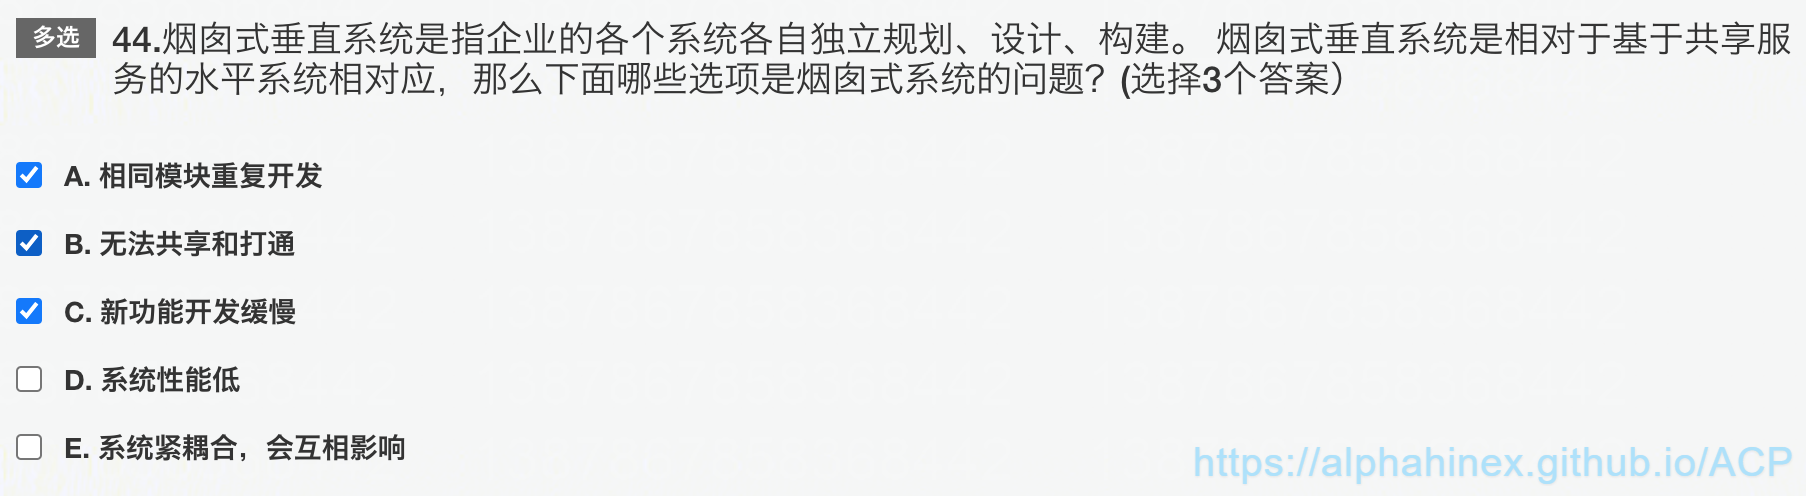 多选 44.烟囱式垂直系统是指企业的各个系统各自独立规划、设计、构建。 烟囱式垂直系统是相对于基于共享服
务的水平系统相对应，那么下面哪些选项是烟囱式系统的问题？(选择3个答案）
A. 相同模块重复开发
B. 无法共享和打通
C. 新功能开发缓慢
D. 系统性能低
E. 系统紧耦合，会互相影响
https://alphahinex.github.io/ACP